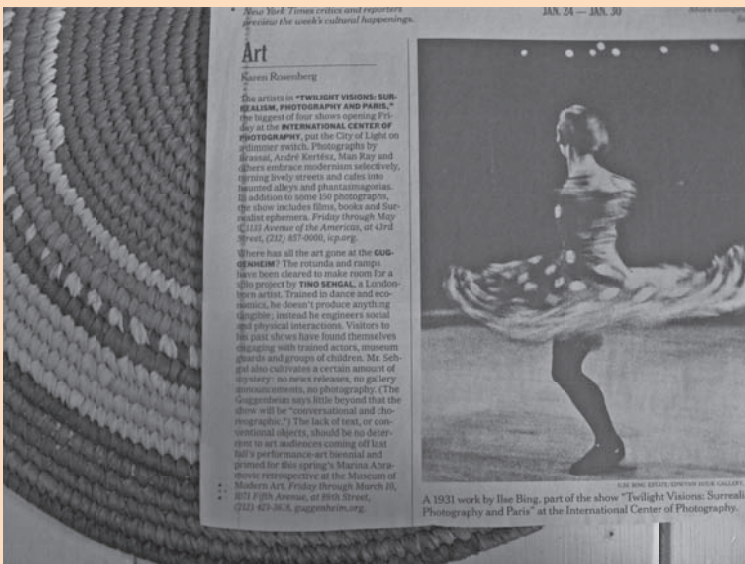 New York Times critics and reporters
preview the week's cultural happenings.
JAN. 24 — JAN. 30
Art
Karen Rosenberg
The artists in "TWILIGHT VISIONS: SUR-
REALISM, PHOTOGRAPHY AND PARIS,"
the biggest of four shows opening Fri-
day at the INTERNATIONAL CENTER OF
PHOTOGRAPHY, put the City of Light on
a dimmer switch. Photographs by
Brassaï, André Kertész, Man Ray and
others embrace modernism selectively,
turning lively streets and cafes into
haunted alleys and phantasmagorias.
In addition to some 150 photographs,
the show includes films, books and Sur-
realist ephemera. Friday through May
1133 Avenue of the Americas, at 43rd
Street, (212) 857-0000, icp.org.
Where has all the art gone at the GUG-
GENHEIM? The rotunda and ramps
have been cleared to make room for a
solo project by TINO SEHGAL, a London-
born artist. Trained in dance and eco-
nomics, he doesn't produce anything
tangible; instead he engineers social
and physical interactions. Visitors to
his past shows have found themselves
engaging with trained actors, museum
guards and groups of children. Mr. Seh-
gal also cultivates a certain amount of
mystery: no news releases, no gallery
announcements, no photography. (The
Guggenheim says little beyond that the
show will be "conversational and cho-
reographic.") The lack of text, or con-
ventional objects, should be no deter-
rent to art audiences coming off last
fall's performance-art biennial and
primed for this spring's Marina Abra-
movic retrospective at the Museum of
Modern Art. Friday through March 10,
1071 Fifth Avenue, at 89th Street,
(212) guggenheim.org.
ILSE BING ESTATE/EDWYNN HOUK GALLERY
A 1931 work by Ilse Bing, part of the show "Twilight Visions: Surreali
Photography and Paris" at the International Center of Photography.